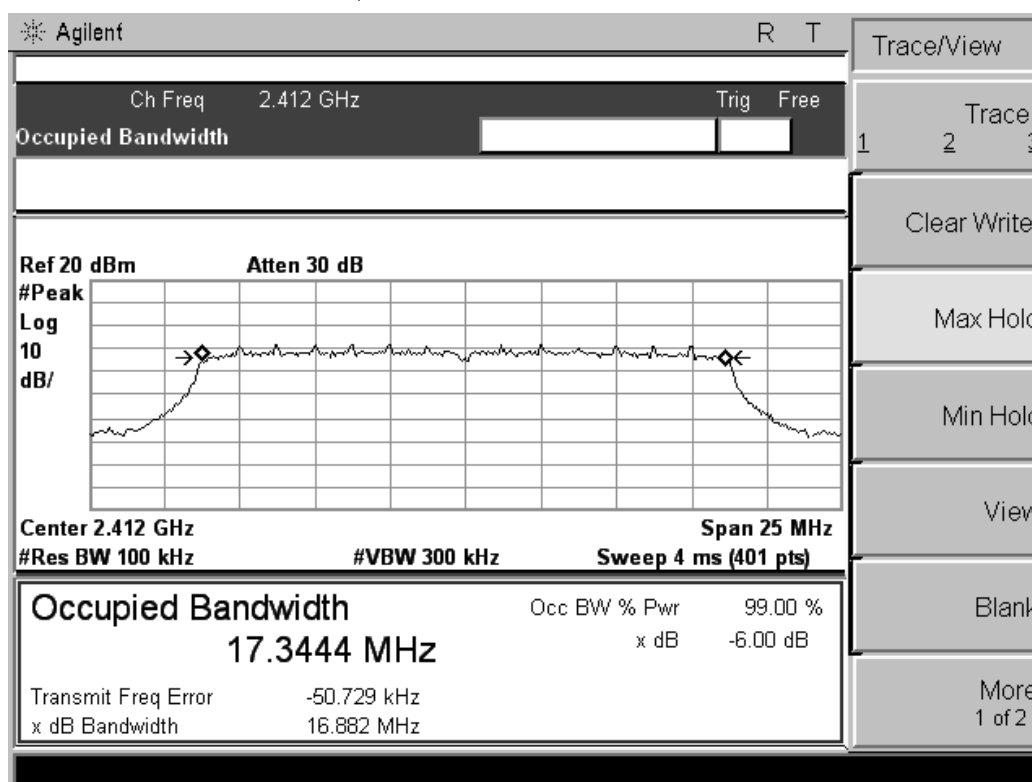 Agilent R T
Ch Freq 2.412 GHz Trig Free
Occupied Bandwidth
Ref 20 dBm Atten 30 dB
#Peak
Log
10
dB/
Center 2.412 GHz Span 25 MHz
#Res BW 100 kHz #VBW 300 kHz Sweep 4 ms (401 pts)
Occupied Bandwidth Occ BW % Pwr 99.00 %
17.3444 MHz x dB -6.00 dB
Transmit Freq Error -50.729 kHz
x dB Bandwidth 16.882 MHz
Trace/View
Trace
1 2
Clear Write
Max Hold
Min Hold
View
Blank
More
1 of 2